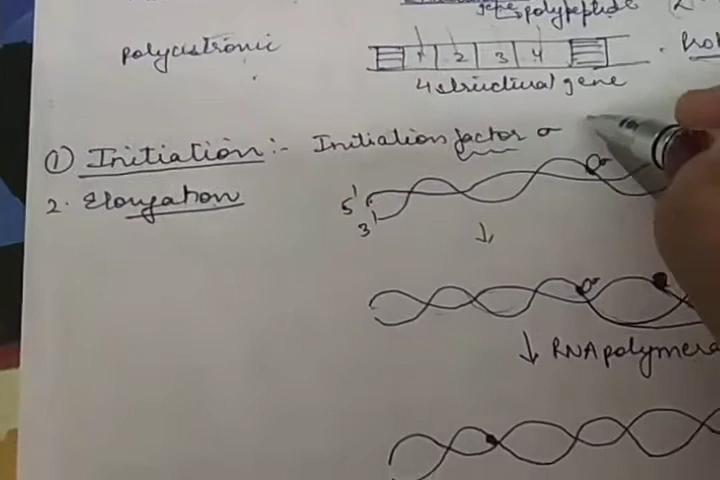 gene polypeptide
polycistronic
1 2 3 4
4 structural gene
① Initiation :- Initiation factor σ
2. Elongation
5'
3'
σ
σ
↓ RNA polymera